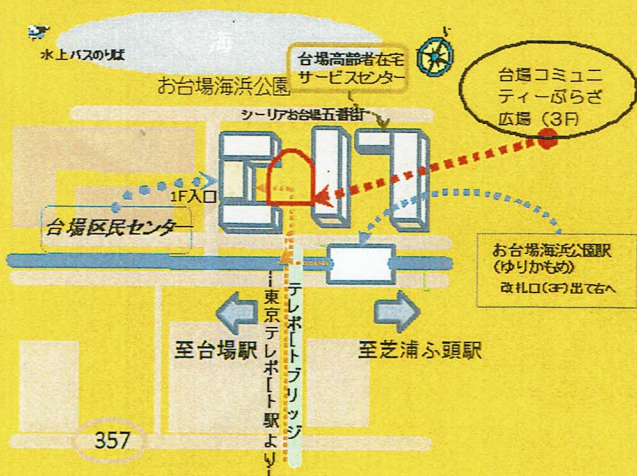 海
水上バスのりば
お台場海浜公園
台場高齢者在宅
サービスセンター
台場コミュニ
ティーぷらざ
広場（3F）
シーリアお台場五番街
1F入口
台場区民センター
お台場海浜公園駅
(ゆりかもめ)
改札口(3F)出て右へ
至台場駅
至芝浦ふ頭駅
テレポートブリッジ
東京テレポート駅より
357